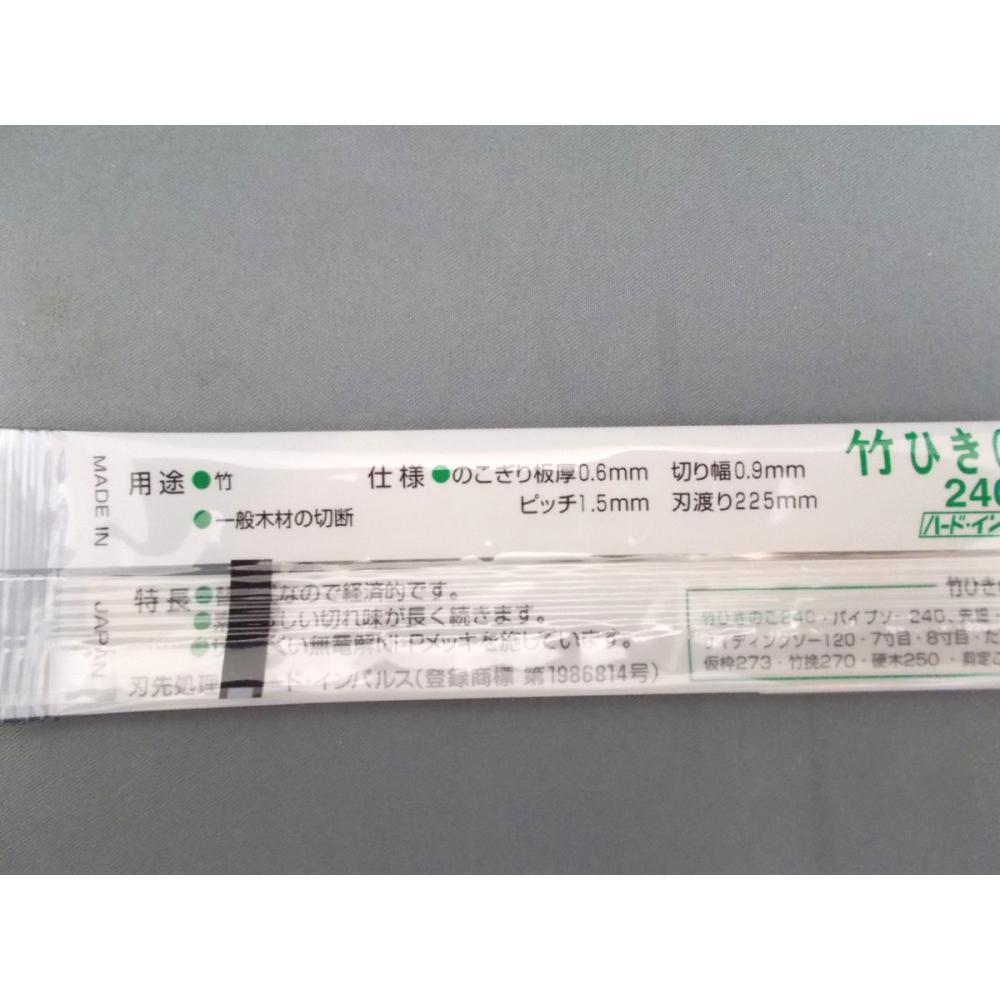 MADE IN JAPAN
用途 ●竹
●一般木材の切断
仕様 ●のこぎり板厚0.6mm 切り幅0.9mm
ピッチ1.5mm 刃渡り225mm
竹ひき
240
ハード・イン
特長 ● なので経済的です。
● しい切れ味が長く続きます。
● くい無電解Ni-Pメッキを施しています。
刃先処理 ード・インパルス(登録商標 第1986814号)
竹ひき
竹ひきのこ240・パイプソー240、先細
サイディングソー120・7寸目・8寸目・た
仮枠273・竹挽270・硬木250・剪定こ